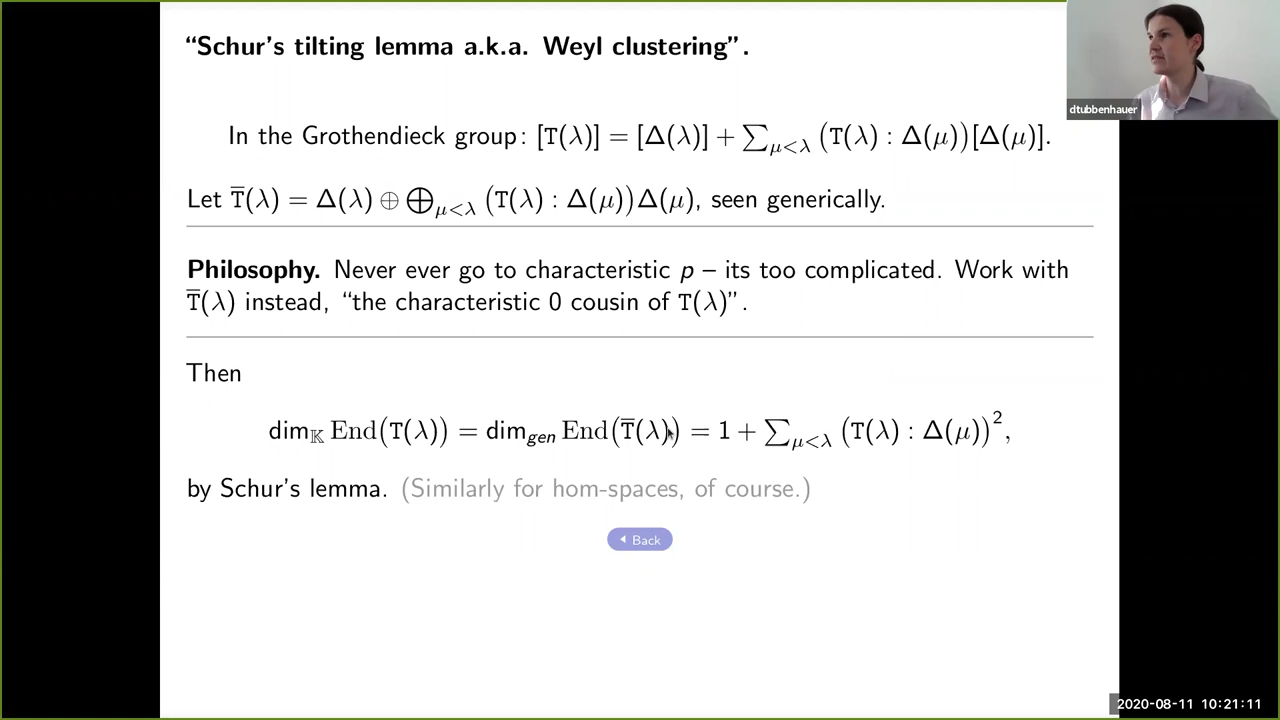 “Schur’s tilting lemma a.k.a. Weyl clustering”.
dtubbenhauer
In the Grothendieck group: [T(λ)] = [Δ(λ)] + ∑_{μ<λ} (T(λ) : Δ(μ))[Δ(μ)].
Let T̅(λ) = Δ(λ) ⊕ ⨁_{μ<λ} (T(λ) : Δ(μ))Δ(μ), seen generically.
Philosophy. Never ever go to characteristic p – its too complicated. Work with
T̅(λ) instead, “the characteristic 0 cousin of T(λ)”.
Then
dim_𝕂 End(T(λ)) = dim_{gen} End(T̅(λ)) = 1 + ∑_{μ<λ} (T(λ) : Δ(μ))²,
by Schur’s lemma. (Similarly for hom-spaces, of course.)
Back
2020-08-11 10:21:11